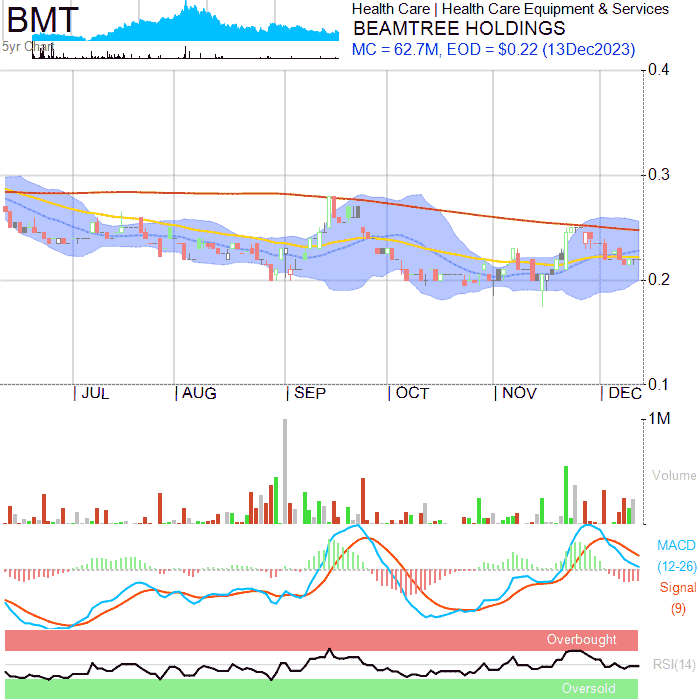 BMT
5yr Chart
Health Care | Health Care Equipment & Services
BEAMTREE HOLDINGS
MC = 62.7M, EOD = $0.22 (13Dec2023)
0.4
0.3
0.2
0.1
JUL
AUG
SEP
OCT
NOV
DEC
1M
Volume
MACD
(12-26)
Signal
(9)
Overbought
RSI(14)
Oversold